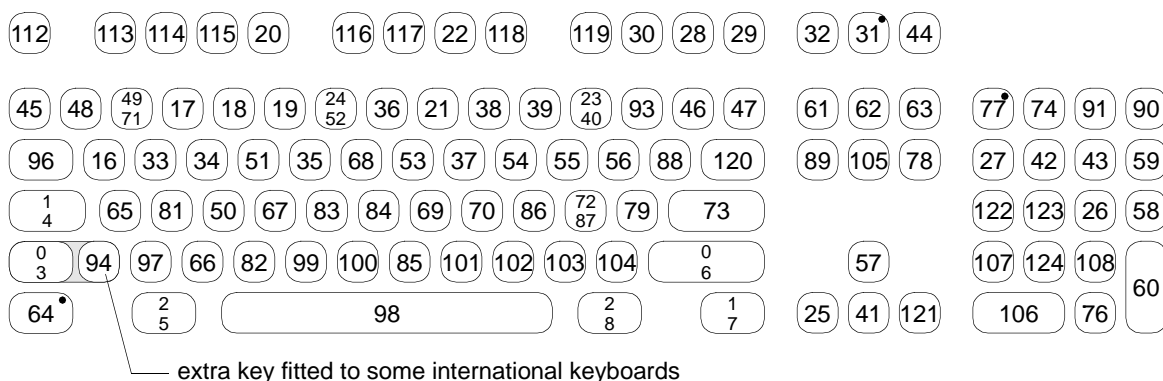 112 113 114 115 20 116 117 22 118 119 30 28 29 32 31 44
45 48 49 71 17 18 19 24 52 36 21 38 39 23 40 93 46 47 61 62 63 77 74 91 90
96 16 33 34 51 35 68 53 37 54 55 56 88 120 89 105 78 27 42 43 59
1 4 65 81 50 67 83 84 69 70 86 72 87 79 73 122 123 26 58
0 3 94 97 66 82 99 100 85 101 102 103 104 0 6 57 107 124 108 60
64 2 5 98 2 8 1 7 25 41 121 106 76
extra key fitted to some international keyboards